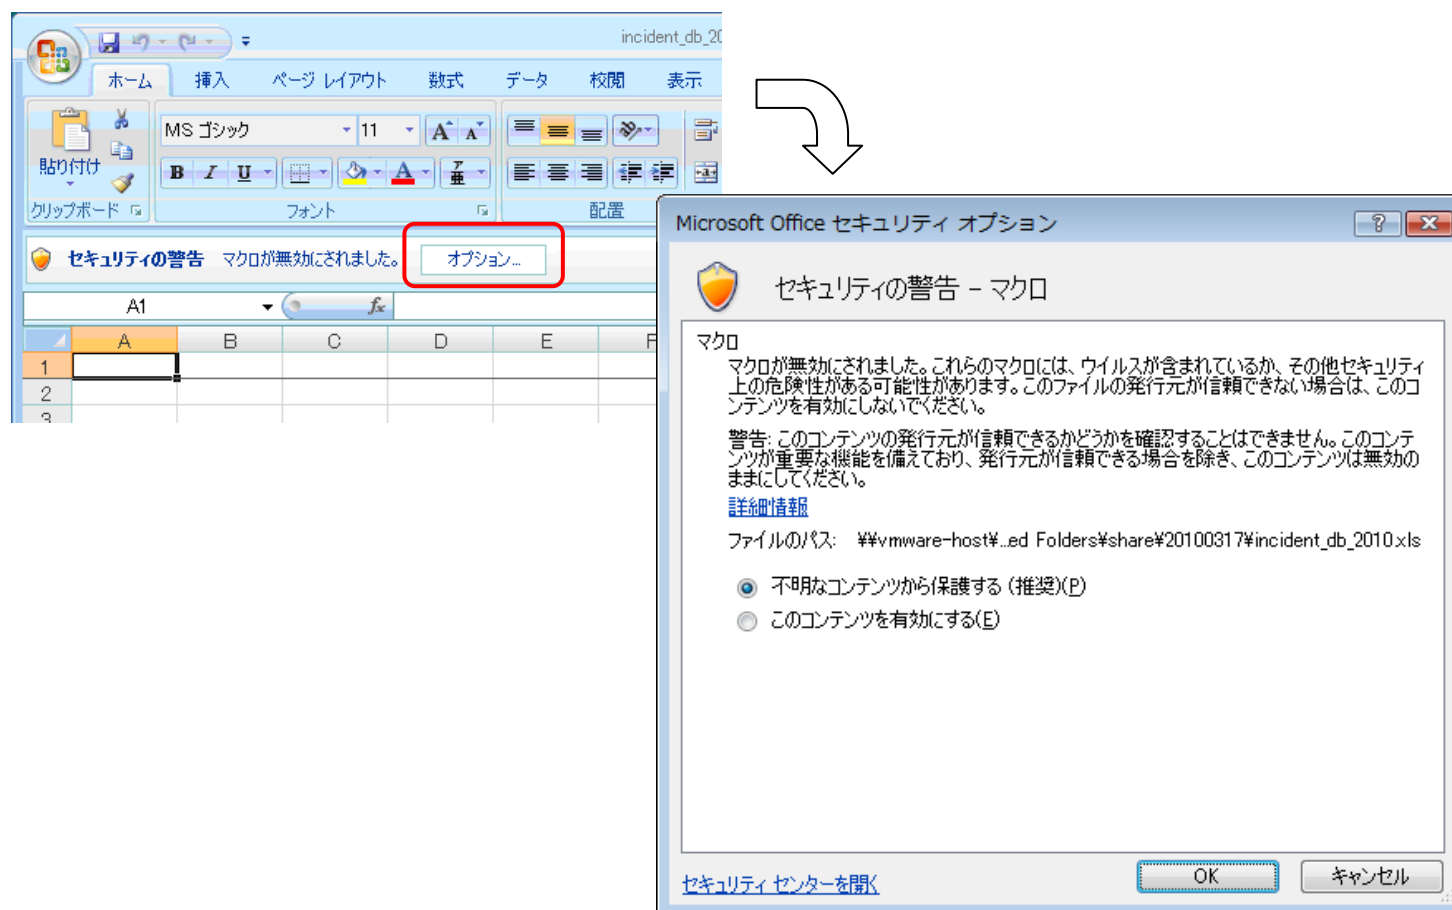 incident_db_20
ホーム 挿入 ページ レイアウト 数式 データ 校閲 表示
MS ゴシック 11 A A
貼り付け B I U A ア亜
クリップボード フォント 配置
セキュリティの警告 マクロが無効にされました。 オプション...
A1 fx
A B C D E F
1
2
3
Microsoft Office セキュリティ オプション
セキュリティの警告 - マクロ
マクロ
マクロが無効にされました。これらのマクロには、ウイルスが含まれているか、その他セキュリティ
上の危険性がある可能性があります。このファイルの発行元が信頼できない場合は、このコ
ンテンツを有効にしないでください。
警告: このコンテンツの発行元が信頼できるかどうかを確認することはできません。このコンテ
ンツが重要な機能を備えており、発行元が信頼できる場合を除き、このコンテンツは無効の
ままにしてください。
詳細情報
ファイルのパス: ¥¥vmware-host¥...ed Folders¥share¥20100317¥incident_db_2010.xls
不明なコンテンツから保護する (推奨)(P)
このコンテンツを有効にする(E)
セキュリティ センターを開く OK キャンセル